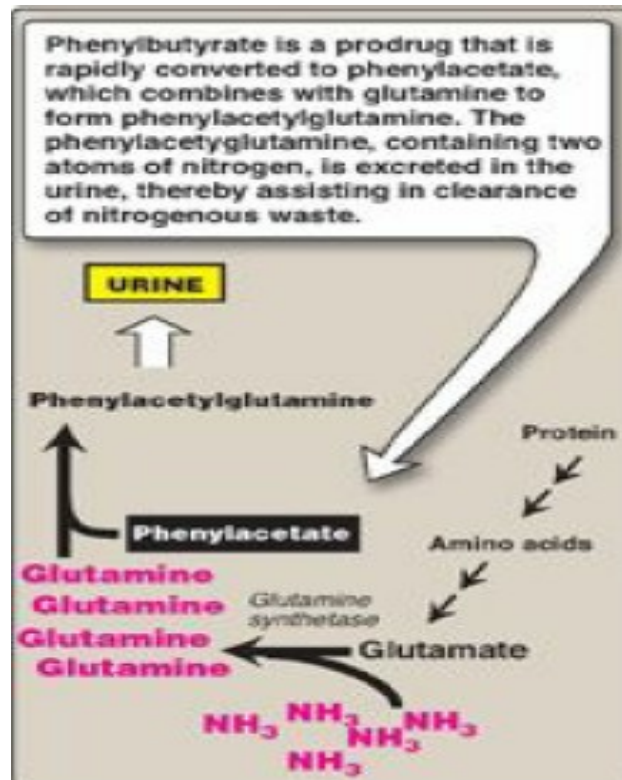 Phenylbutyrate is a prodrug that is
rapidly converted to phenylacetate,
which combines with glutamine to
form phenylacetylglutamine. The
phenylacetyglutamine, containing two
atoms of nitrogen, is excreted in the
urine, thereby assisting in clearance
of nitrogenous waste.
URINE
Phenylacetylglutamine
Protein
Phenylacetate
Amino acids
Glutamine
Glutamine
Glutamine
Glutamine
Glutamine
synthetase
Glutamate
NH3 NH3 NH3 NH3
NH3